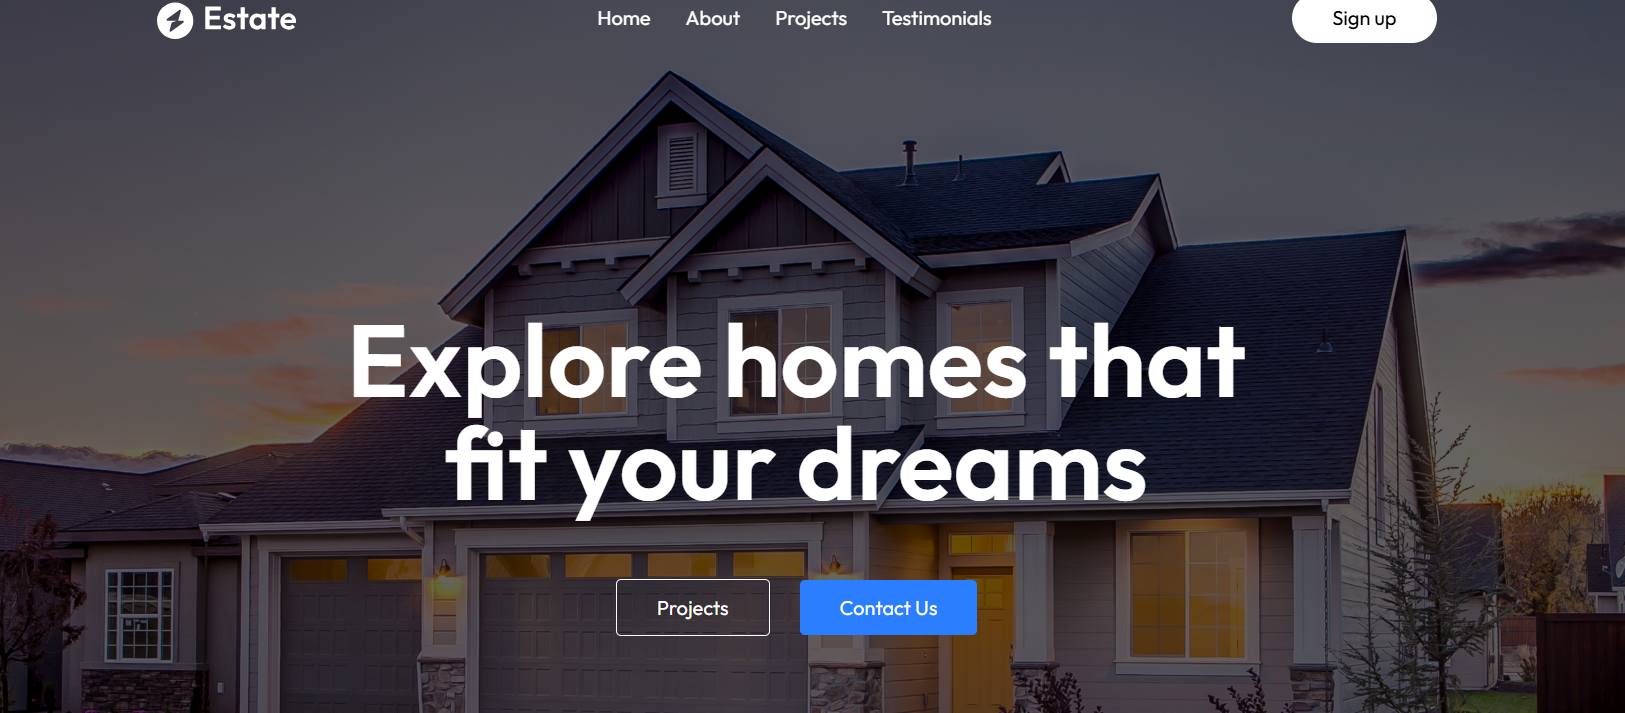 Estate
Home About Projects Testimonials
Sign up
Explore homes that
fit your dreams
Projects
Contact Us